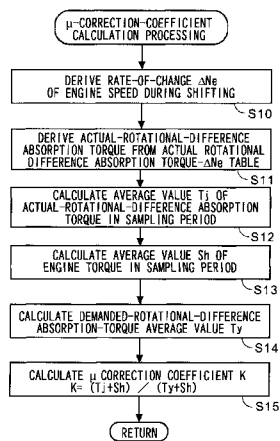 μ-CORRECTION-COEFFICIENT
CALCULATION PROCESSING
DERIVE RATE-OF-CHANGE ΔNe
OF ENGINE SPEED DURING SHIFTING
S10
DERIVE ACTUAL-ROTATIONAL-DIFFERENCE
ABSORPTION TORQUE FROM ACTUAL ROTATIONAL
DIFFERENCE ABSORPTION TORQUE-ΔNe TABLE
S11
CALCULATE AVERAGE VALUE Tj OF
ACTUAL-ROTATIONAL-DIFFERENCE ABSORPTION
TORQUE IN SAMPLING PERIOD
S12
CALCULATE AVERAGE VALUE Sh OF
ENGINE TORQUE IN SAMPLING PERIOD
S13
CALCULATE DEMANDED-ROTATIONAL-DIFFERENCE
ABSORPTION-TORQUE AVERAGE VALUE Ty
S14
CALCULATE μ CORRECTION COEFFICIENT K
K= (Tj+Sh) / (Ty+Sh)
S15
RETURN